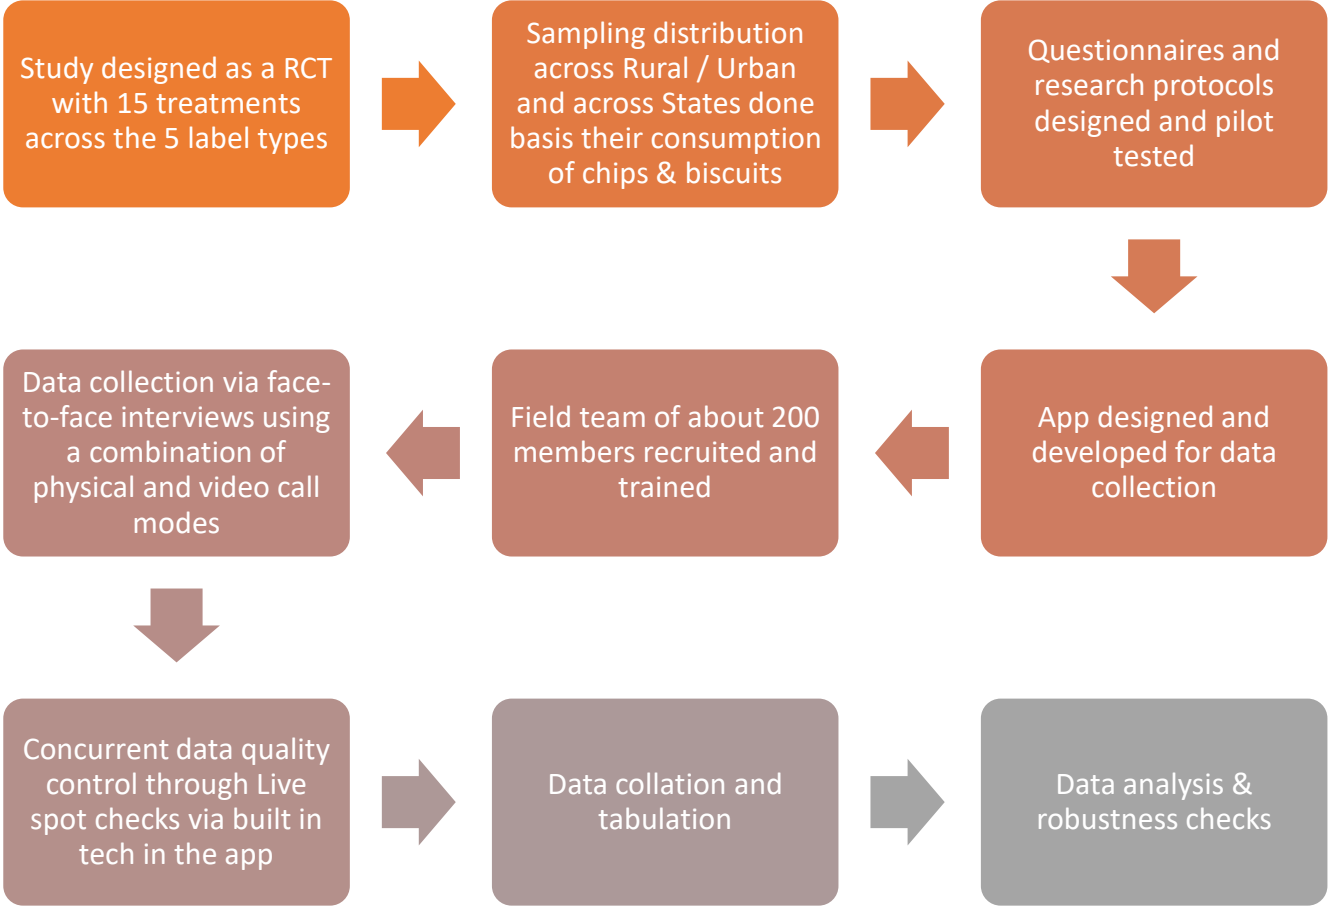 Study designed as a RCT
with 15 treatments
across the 5 label types
Sampling distribution
across Rural / Urban
and across States done
basis their consumption
of chips & biscuits
Questionnaires and
research protocols
designed and pilot
tested
App designed and
developed for data
collection
Field team of about 200
members recruited and
trained
Data collection via face-
to-face interviews using
a combination of
physical and video call
modes
Concurrent data quality
control through Live
spot checks via built in
tech in the app
Data collation and
tabulation
Data analysis &
robustness checks